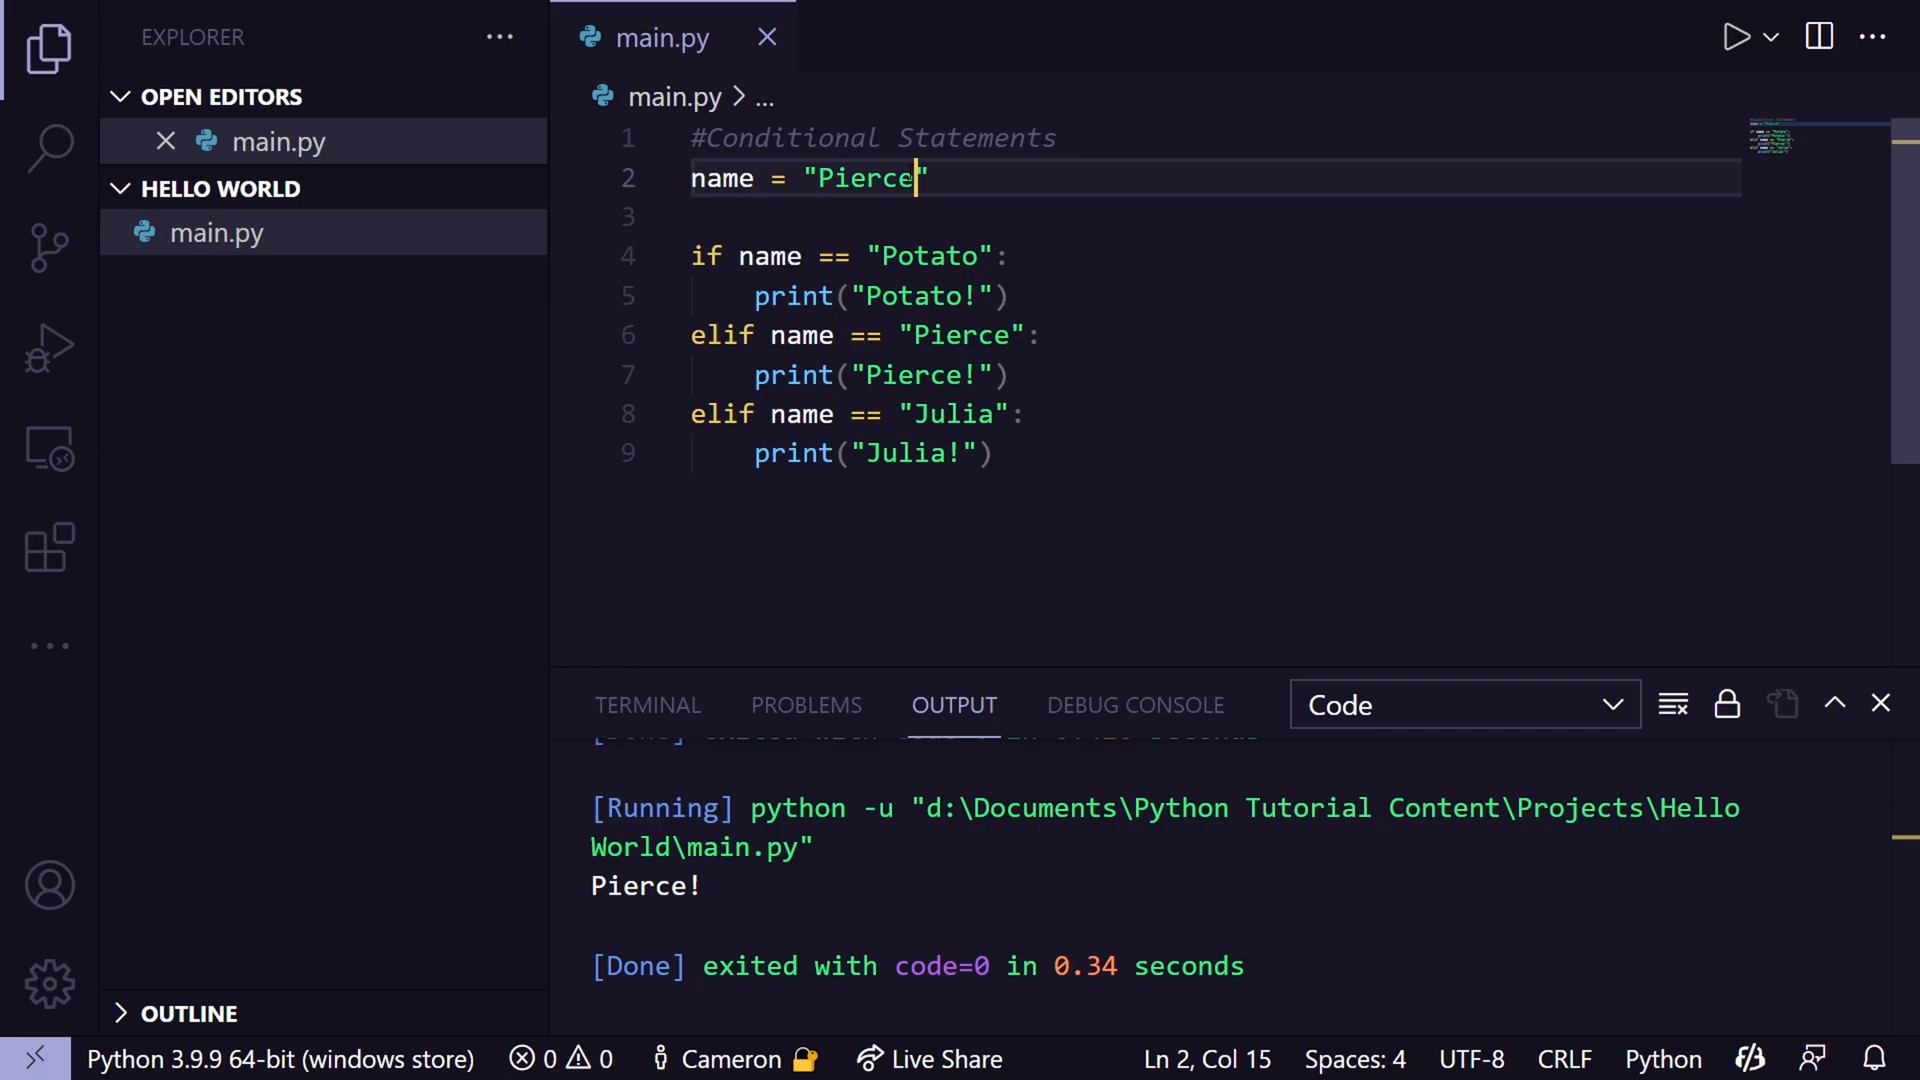 EXPLORER
OPEN EDITORS
main.py
HELLO WORLD
main.py
OUTLINE
main.py
main.py > ...
1 #Conditional Statements
2 name = "Pierce"
3
4 if name == "Potato":
5 print("Potato!")
6 elif name == "Pierce":
7 print("Pierce!")
8 elif name == "Julia":
9 print("Julia!")
TERMINAL PROBLEMS OUTPUT DEBUG CONSOLE Code
[Running] python -u "d:\Documents\Python Tutorial Content\Projects\Hello
World\main.py"
Pierce!
[Done] exited with code=0 in 0.34 seconds
Python 3.9.9 64-bit (windows store) 0 0 Cameron Live Share Ln 2, Col 15 Spaces: 4 UTF-8 CRLF Python